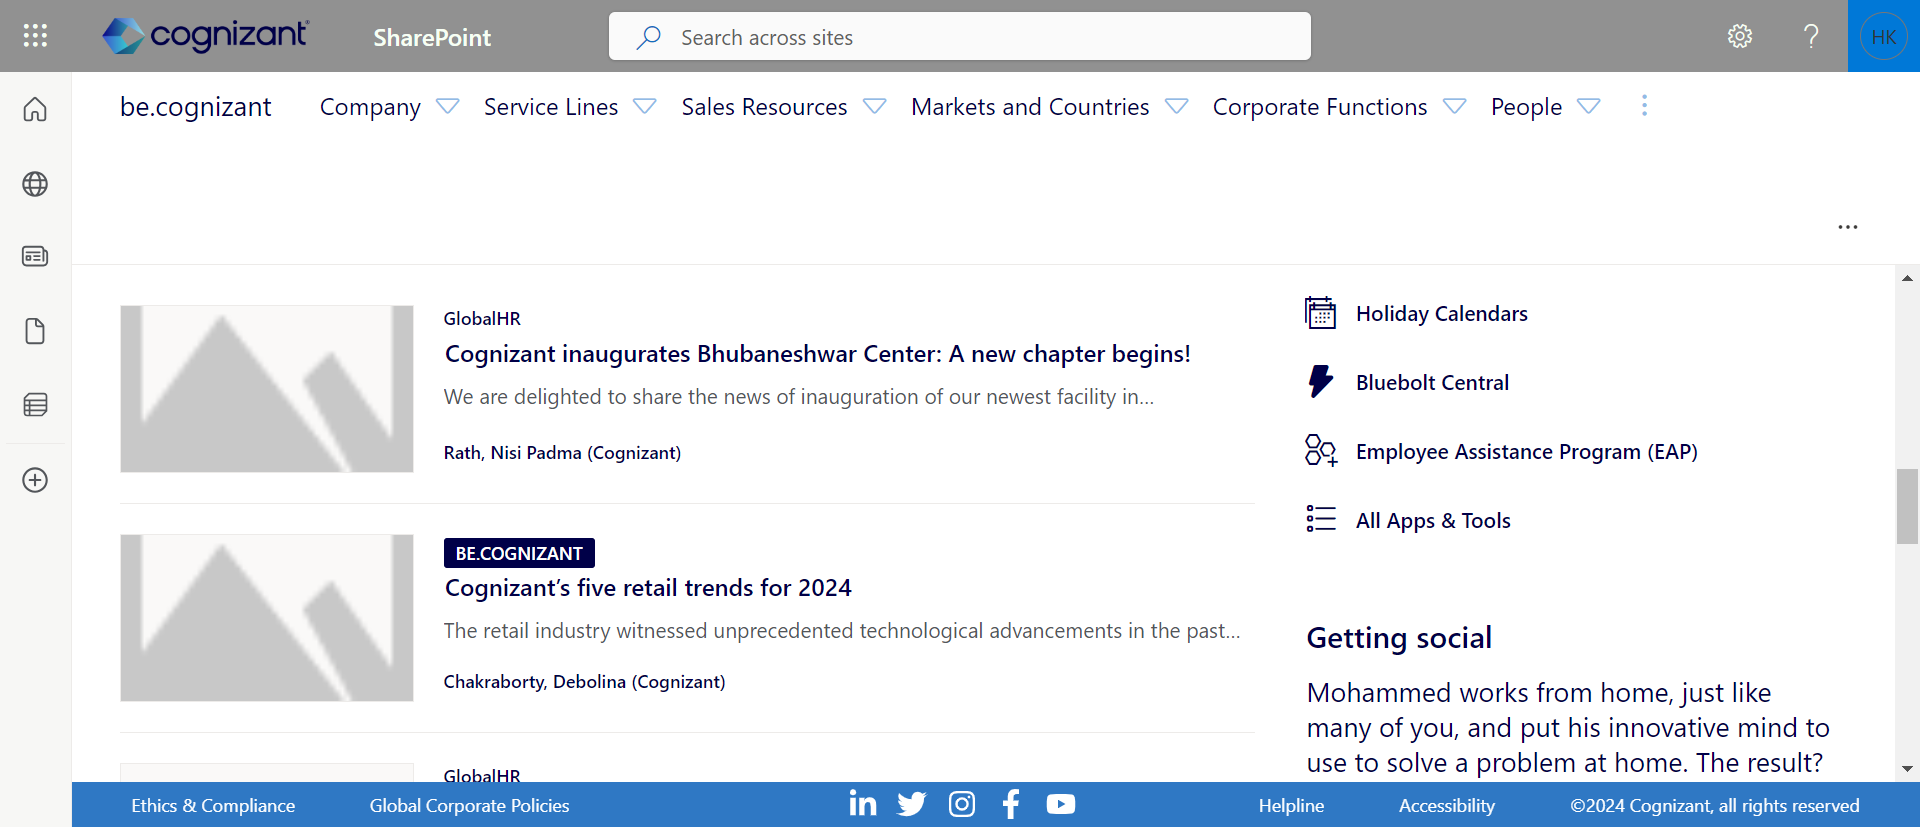 cognizant
SharePoint
Search across sites
HK
be.cognizant
Company
Service Lines
Sales Resources
Markets and Countries
Corporate Functions
People
GlobalHR
Cognizant inaugurates Bhubaneshwar Center: A new chapter begins!
We are delighted to share the news of inauguration of our newest facility in...
Rath, Nisi Padma (Cognizant)
BE.COGNIZANT
Cognizant’s five retail trends for 2024
The retail industry witnessed unprecedented technological advancements in the past...
Chakraborty, Debolina (Cognizant)
GlobalHR
Holiday Calendars
Bluebolt Central
Employee Assistance Program (EAP)
All Apps & Tools
Getting social
Mohammed works from home, just like
many of you, and put his innovative mind to
use to solve a problem at home. The result?
Ethics & Compliance
Global Corporate Policies
Helpline
Accessibility
©2024 Cognizant, all rights reserved